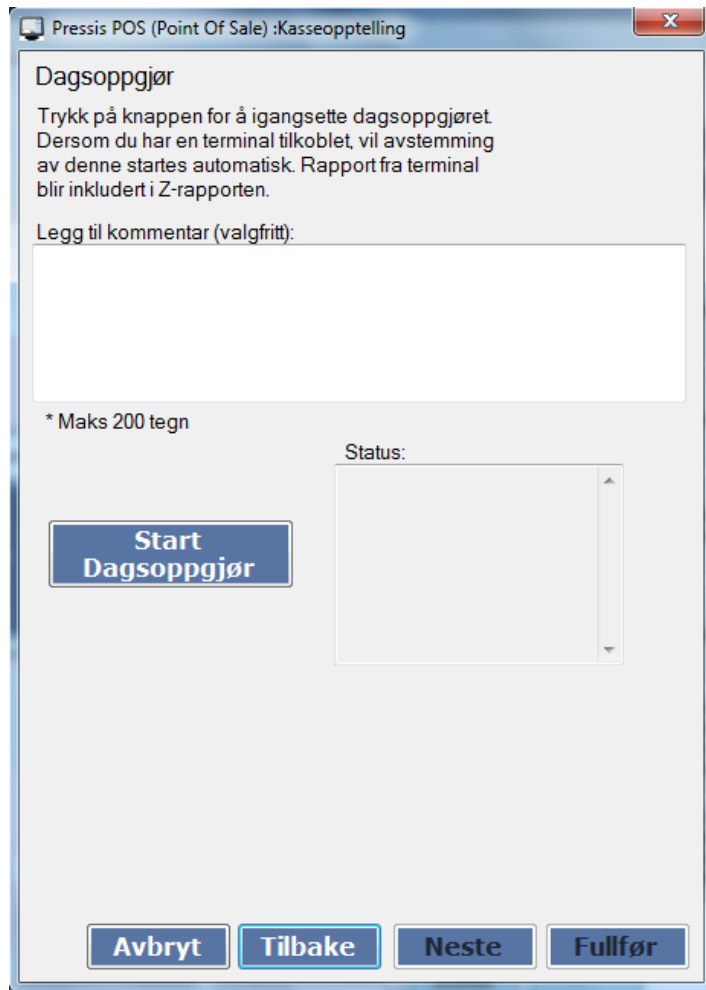 Pressis POS (Point Of Sale) :Kasseopptelling
Dagsoppgjør
Trykk på knappen for å igangsette dagsoppgjøret.
Dersom du har en terminal tilkoblet, vil avstemming
av denne startes automatisk. Rapport fra terminal
blir inkludert i Z-rapporten.
Legg til kommentar (valgfritt):
* Maks 200 tegn
Status:
Start
Dagsoppgjør
Avbryt Tilbake Neste Fullfør